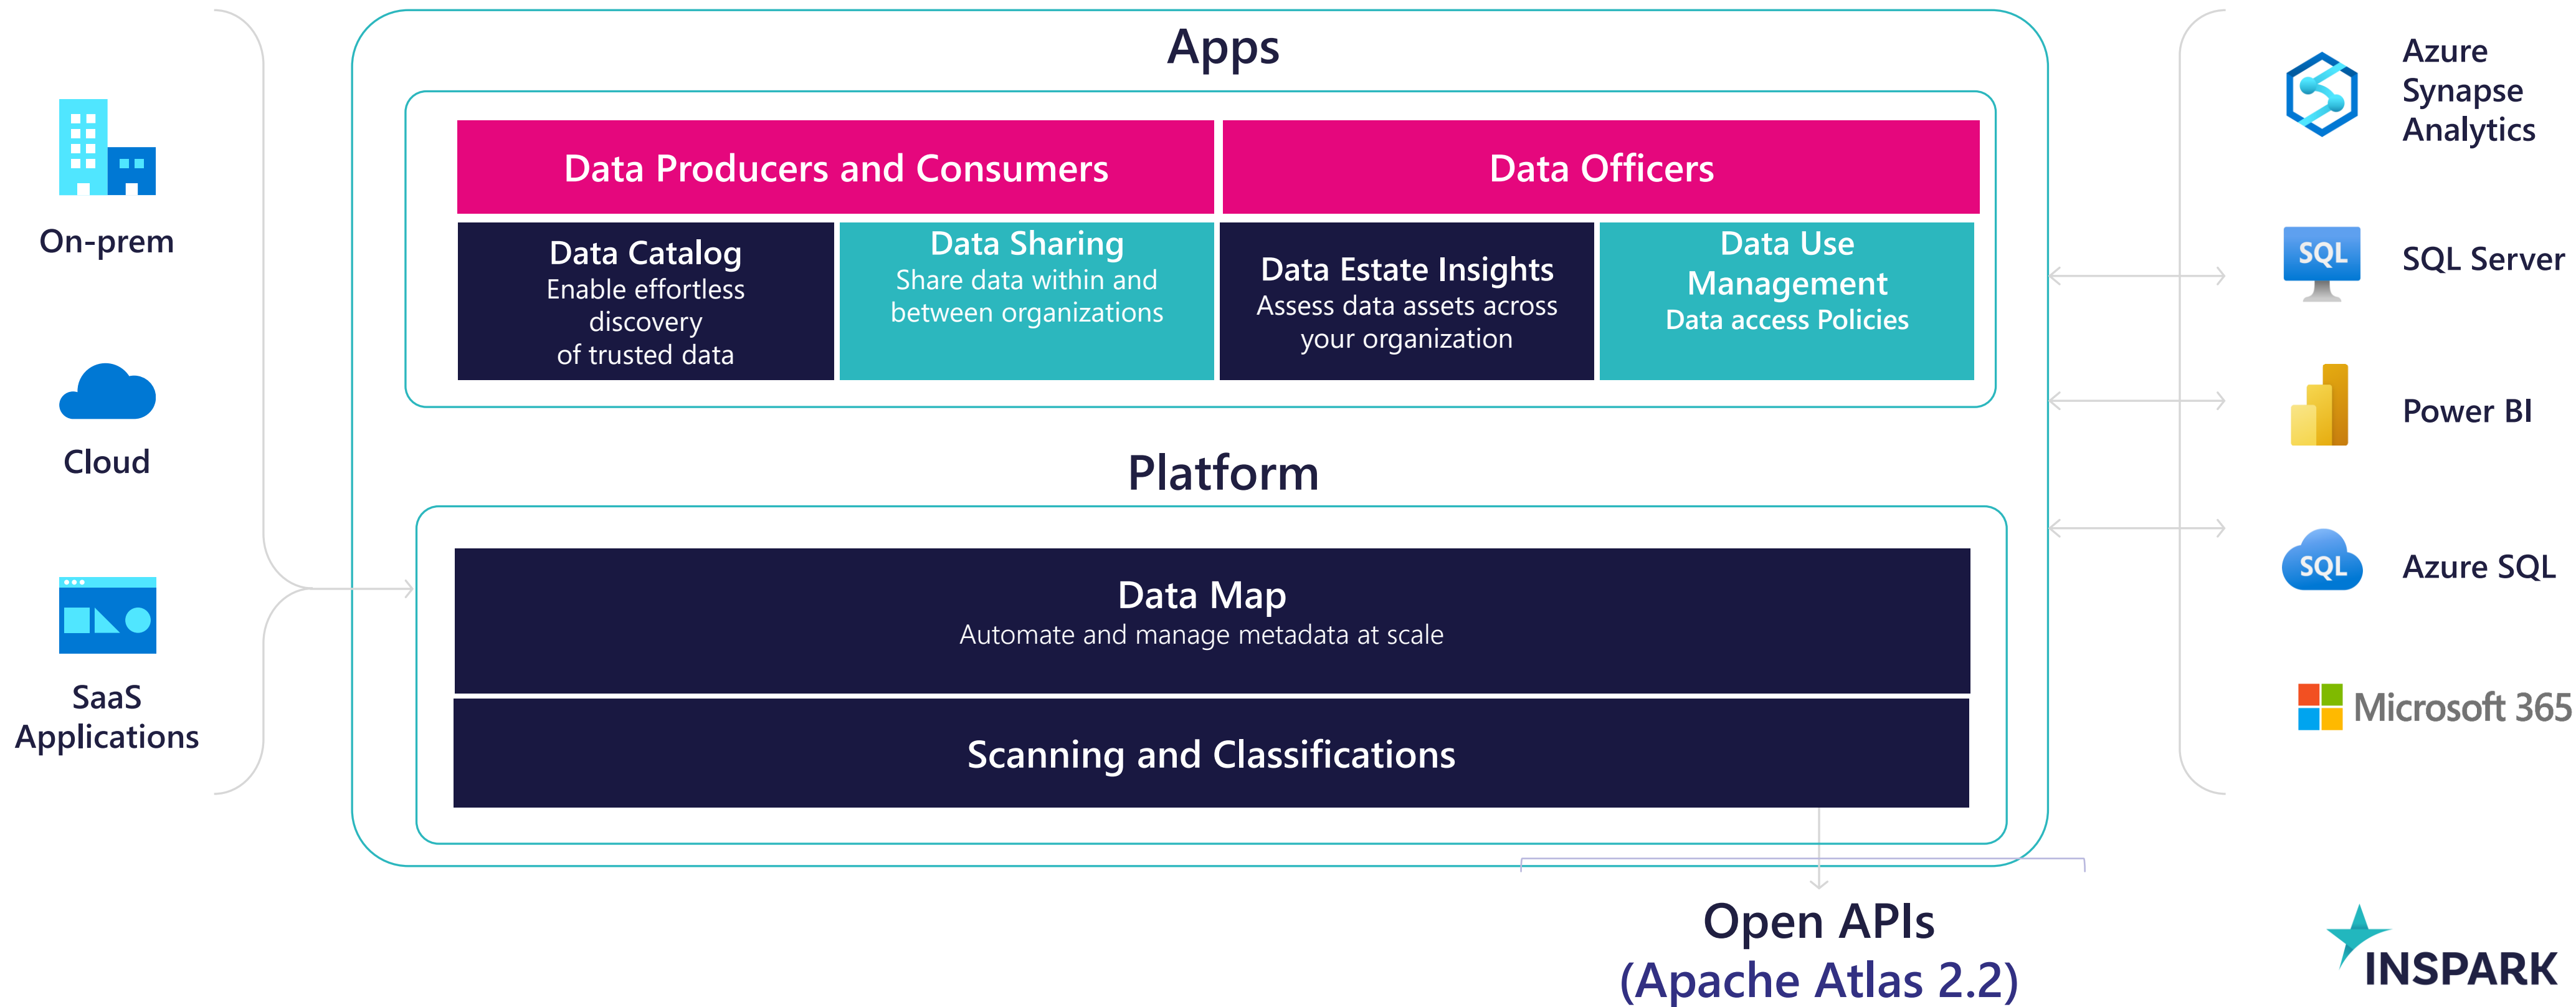 On-prem
Cloud
SaaS
Applications
Apps
Data Producers and Consumers
Data Officers
Data Catalog
Enable effortless
discovery
of trusted data
Data Sharing
Share data within and
between organizations
Data Estate Insights
Assess data assets across
your organization
Data Use
Management
Data access Policies
Platform
Data Map
Automate and manage metadata at scale
Scanning and Classifications
Open APIs
(Apache Atlas 2.2)
Azure
Synapse
Analytics
SQL
SQL Server
Power BI
SQL
Azure SQL
Microsoft 365
INSPARK